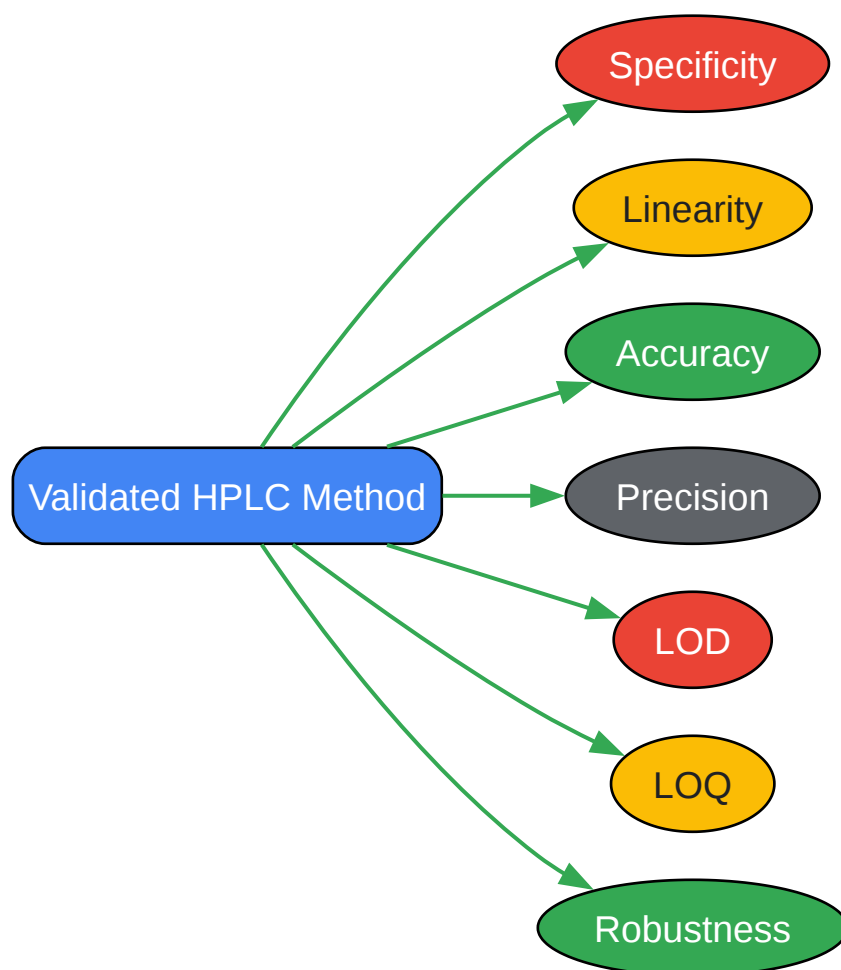 Specificity
Linearity
Accuracy
Validated HPLC Method
Precision
LOD
LOQ
Robustness